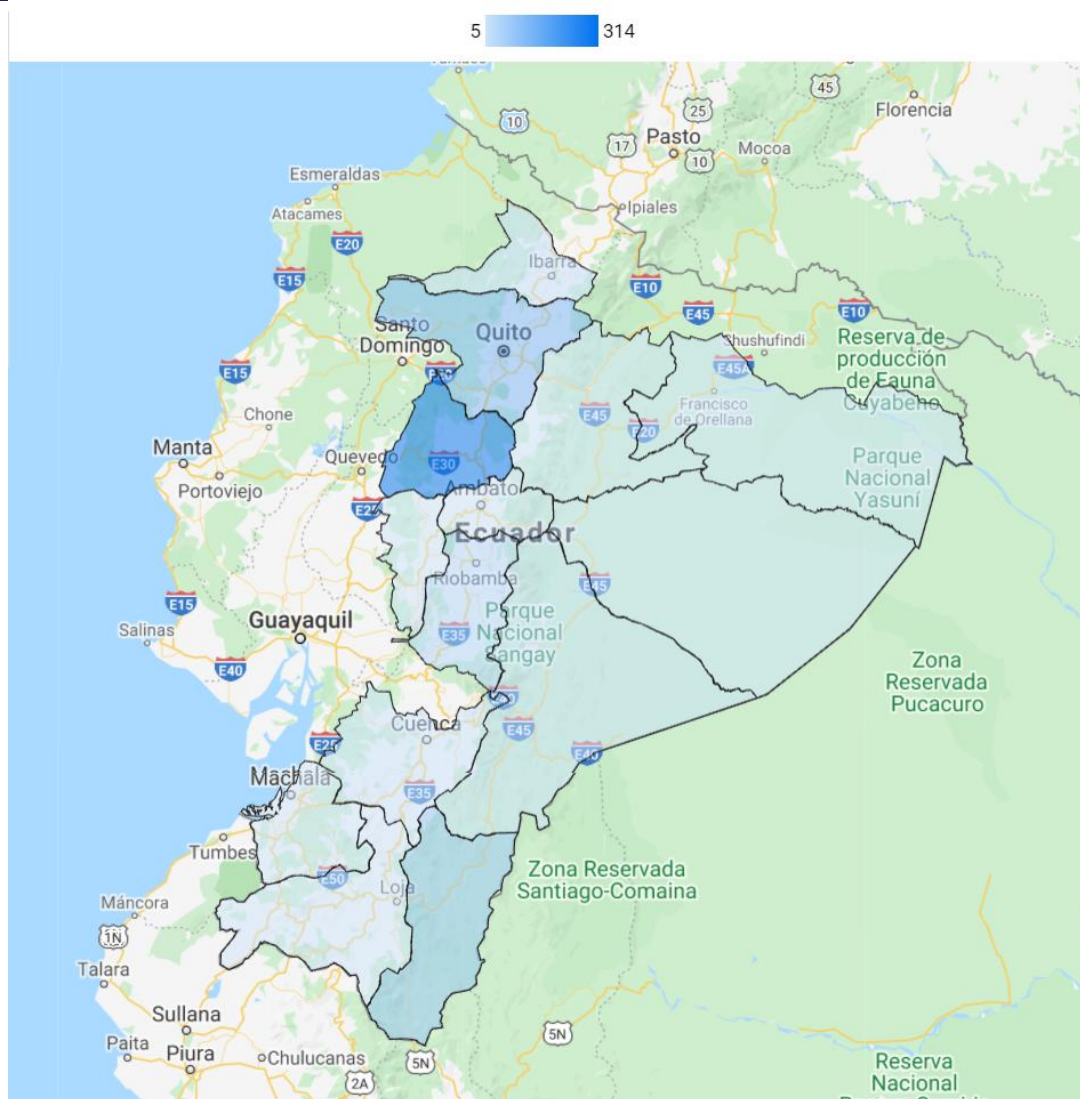 5
314
45
Florencia
10
25
17
Pasto
10
Mocoa
Esmeraldas
Atacames
Ipiales
E20
Ibarra
E15
E10
E45
E10
Santo
Domingo
Quito
Shushufindi
Reserva de
producción
de Fauna
Cuyabeno
E15
E45A
Chone
E45
Francisco
de Orellana
E20
Manta
Quevedo
E30
Parque
Nacional
Yasuní
Portoviejo
Ambato
E25
Ecuador
Riobamba
E45
E15
Parque
Nacional
Sangay
Salinas
Guayaquil
E35
E40
Zona
Reservada
Pucacuro
Cuenca
E45
E25
E40
Machala
E35
Tumbes
E50
Loja
Zona Reservada
Santiago-Comaina
Máncora
1N
Talara
Sullana
5N
Paita
Piura
Chulucanas
5N
2A
Reserva
Nacional